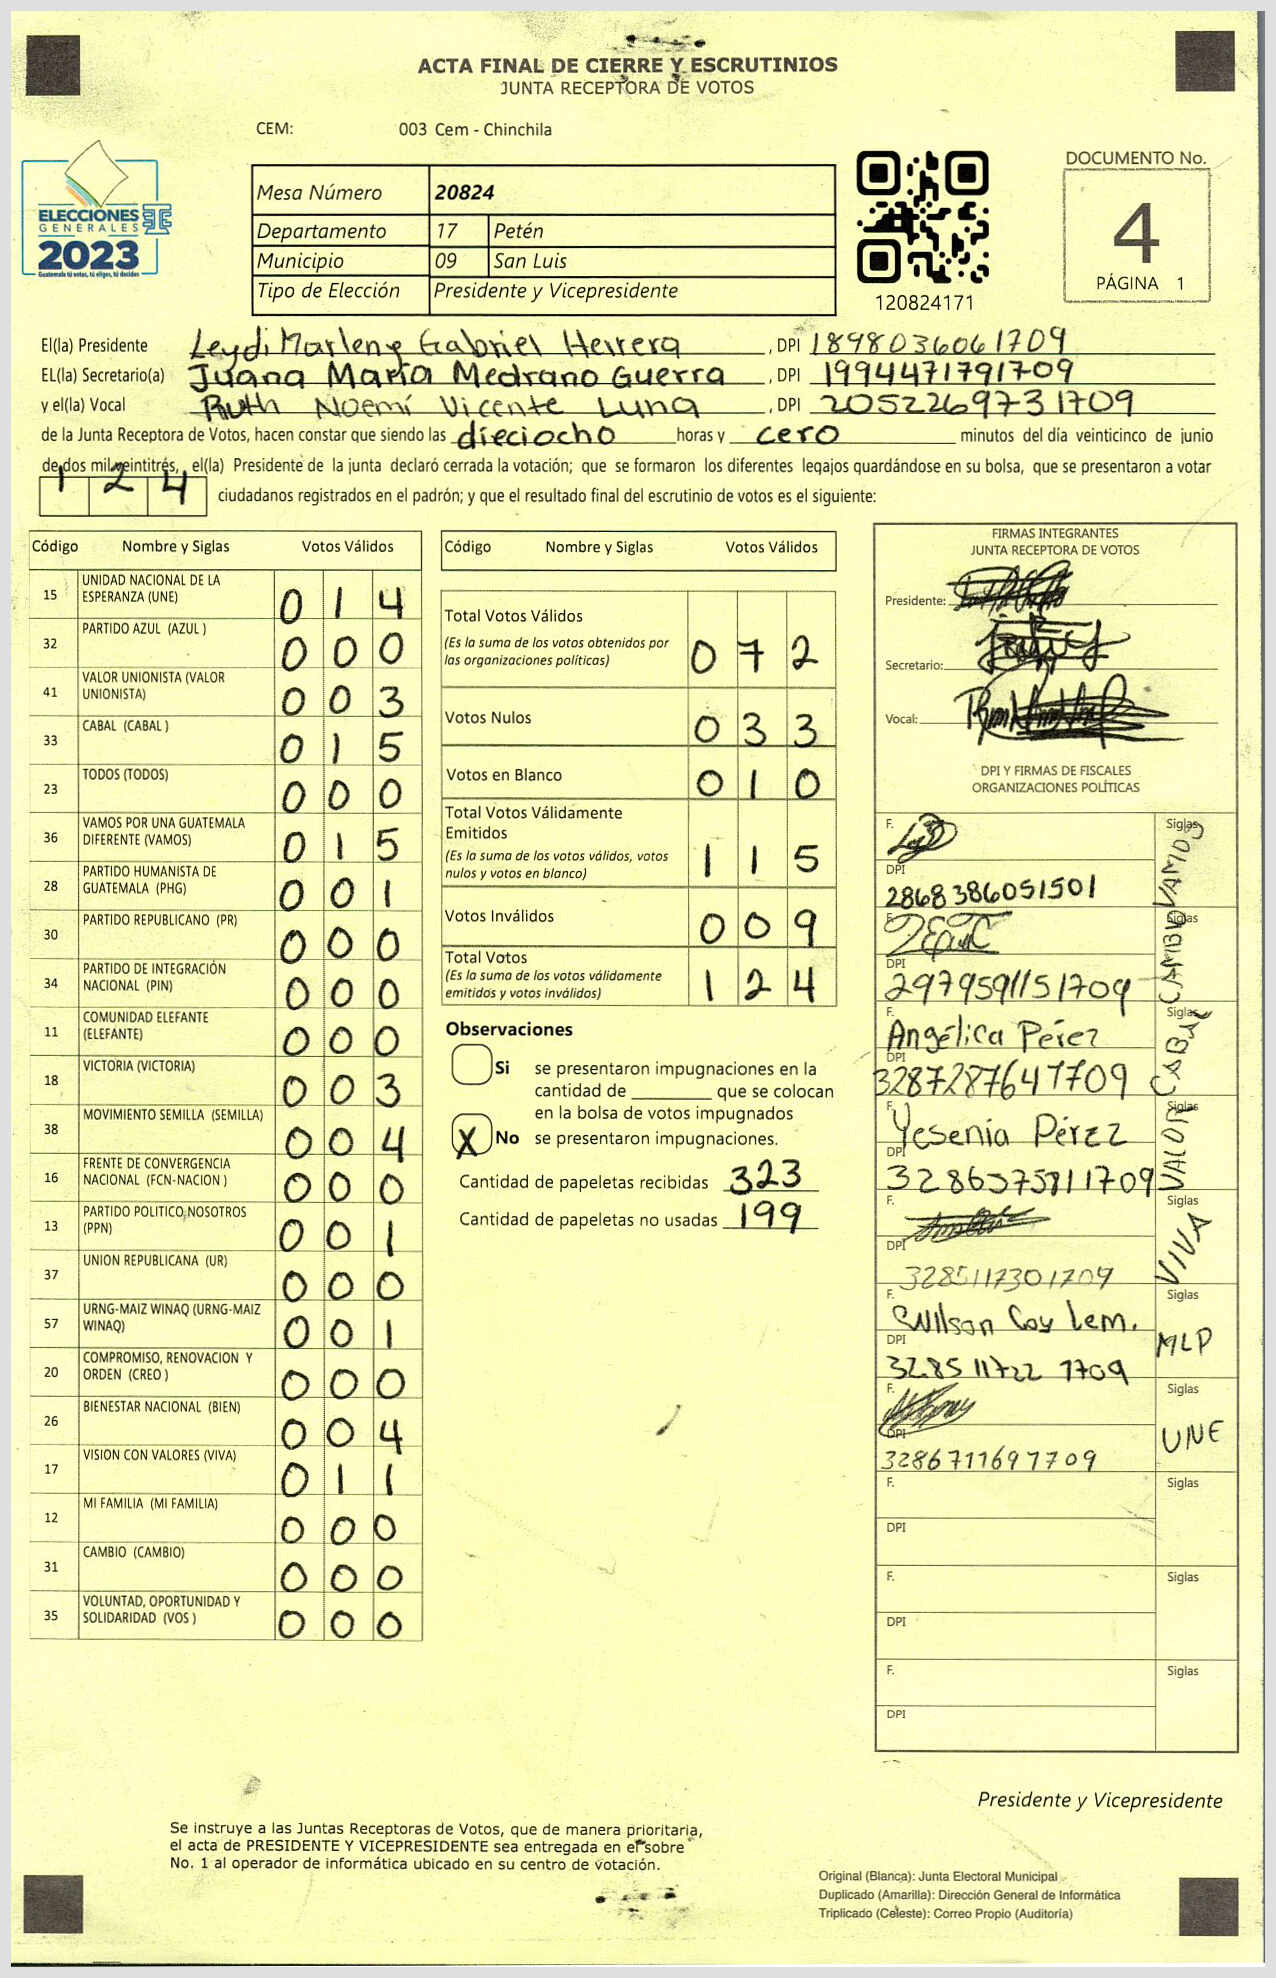 ACTA FINAL DE CIERRE Y ESCRUTINIOS
JUNTA RECEPTORA DE VOTOS
CEM: 003 Cem - Chinchila
ELECCIONES
GENERALES
2023
Guatemala tú votas, tú eliges, tú decides
Mesa Número 20824
Departamento 17 Petén
Municipio 09 San Luis
Tipo de Elección Presidente y Vicepresidente
120824171
DOCUMENTO No.
4
PÁGINA 1
El(la) Presidente Leydi Marleny Gabriel Herrera , DPI 1898036061709
EL(la) Secretario(a) Juana María Medrano Guerra , DPI 1994471791709
y el(la) Vocal Ruth Noemí Vicente Luna , DPI 2052269731709
de la Junta Receptora de Votos, hacen constar que siendo las dieciocho horas y cero minutos del día veinticinco de junio
de dos mil veintitrés, el(la) Presidente de la junta declaró cerrada la votación; que se formaron los diferentes legajos quardándose en su bolsa, que se presentaron a votar
1 2 4 ciudadanos registrados en el padrón; y que el resultado final del escrutinio de votos es el siguiente:
Código Nombre y Siglas Votos Válidos
15 UNIDAD NACIONAL DE LA ESPERANZA (UNE) 0 1 4
32 PARTIDO AZUL (AZUL ) 0 0 0
41 VALOR UNIONISTA (VALOR UNIONISTA) 0 0 3
33 CABAL (CABAL ) 0 1 5
23 TODOS (TODOS) 0 0 0
36 VAMOS POR UNA GUATEMALA DIFERENTE (VAMOS) 0 1 5
28 PARTIDO HUMANISTA DE GUATEMALA (PHG) 0 0 1
30 PARTIDO REPUBLICANO (PR) 0 0 0
34 PARTIDO DE INTEGRACIÓN NACIONAL (PIN) 0 0 0
11 COMUNIDAD ELEFANTE (ELEFANTE) 0 0 0
18 VICTORIA (VICTORIA) 0 0 3
38 MOVIMIENTO SEMILLA (SEMILLA) 0 0 4
16 FRENTE DE CONVERGENCIA NACIONAL (FCN-NACION ) 0 0 0
13 PARTIDO POLITICO NOSOTROS (PPN) 0 0 1
37 UNION REPUBLICANA (UR) 0 0 0
57 URNG-MAIZ WINAQ (URNG-MAIZ WINAQ) 0 0 1
20 COMPROMISO, RENOVACION Y ORDEN (CREO ) 0 0 0
26 BIENESTAR NACIONAL (BIEN) 0 0 4
17 VISION CON VALORES (VIVA) 0 1 1
12 MI FAMILIA (MI FAMILIA) 0 0 0
31 CAMBIO (CAMBIO) 0 0 0
35 VOLUNTAD, OPORTUNIDAD Y SOLIDARIDAD (VOS ) 0 0 0
Código Nombre y Siglas Votos Válidos
Total Votos Válidos
(Es la suma de los votos obtenidos por
las organizaciones políticas) 0 7 2
Votos Nulos 0 3 3
Votos en Blanco 0 1 0
Total Votos Válidamente
Emitidos
(Es la suma de los votos válidos, votos
nulos y votos en blanco) 1 1 5
Votos Inválidos 0 0 9
Total Votos
(Es la suma de los votos válidamente
emitidos y votos inválidos) 1 2 4
Observaciones
Si se presentaron impugnaciones en la
cantidad de ________ que se colocan
en la bolsa de votos impugnados
X No se presentaron impugnaciones.
Cantidad de papeletas recibidas 323
Cantidad de papeletas no usadas 199
FIRMAS INTEGRANTES
JUNTA RECEPTORA DE VOTOS
Presidente:
Secretario:
Vocal:
DPI Y FIRMAS DE FISCALES
ORGANIZACIONES POLÍTICAS
F. Siglas VAMOS
DPI
2868386051501
F. Siglas CAMBIO
DPI
2979591151709
F. Angélica Pérez Siglas CABAL
DPI
3287287641709
F. Yesenia Pérez Siglas VALOR
DPI
3286575811709
F. Siglas VIVA
DPI
3285117301709
F. Wilson Coy Lem. Siglas MLP
DPI
328511722 1709
F. Siglas UNE
DPI
3286711691709
F. Siglas
DPI
F. Siglas
DPI
F. Siglas
DPI
Presidente y Vicepresidente
Se instruye a las Juntas Receptoras de Votos, que de manera prioritaria,
el acta de PRESIDENTE Y VICEPRESIDENTE sea entregada en el sobre
No. 1 al operador de informática ubicado en su centro de votación.
Original (Blanca): Junta Electoral Municipal
Duplicado (Amarilla): Dirección General de Informática
Triplicado (Celeste): Correo Propio (Auditoría)